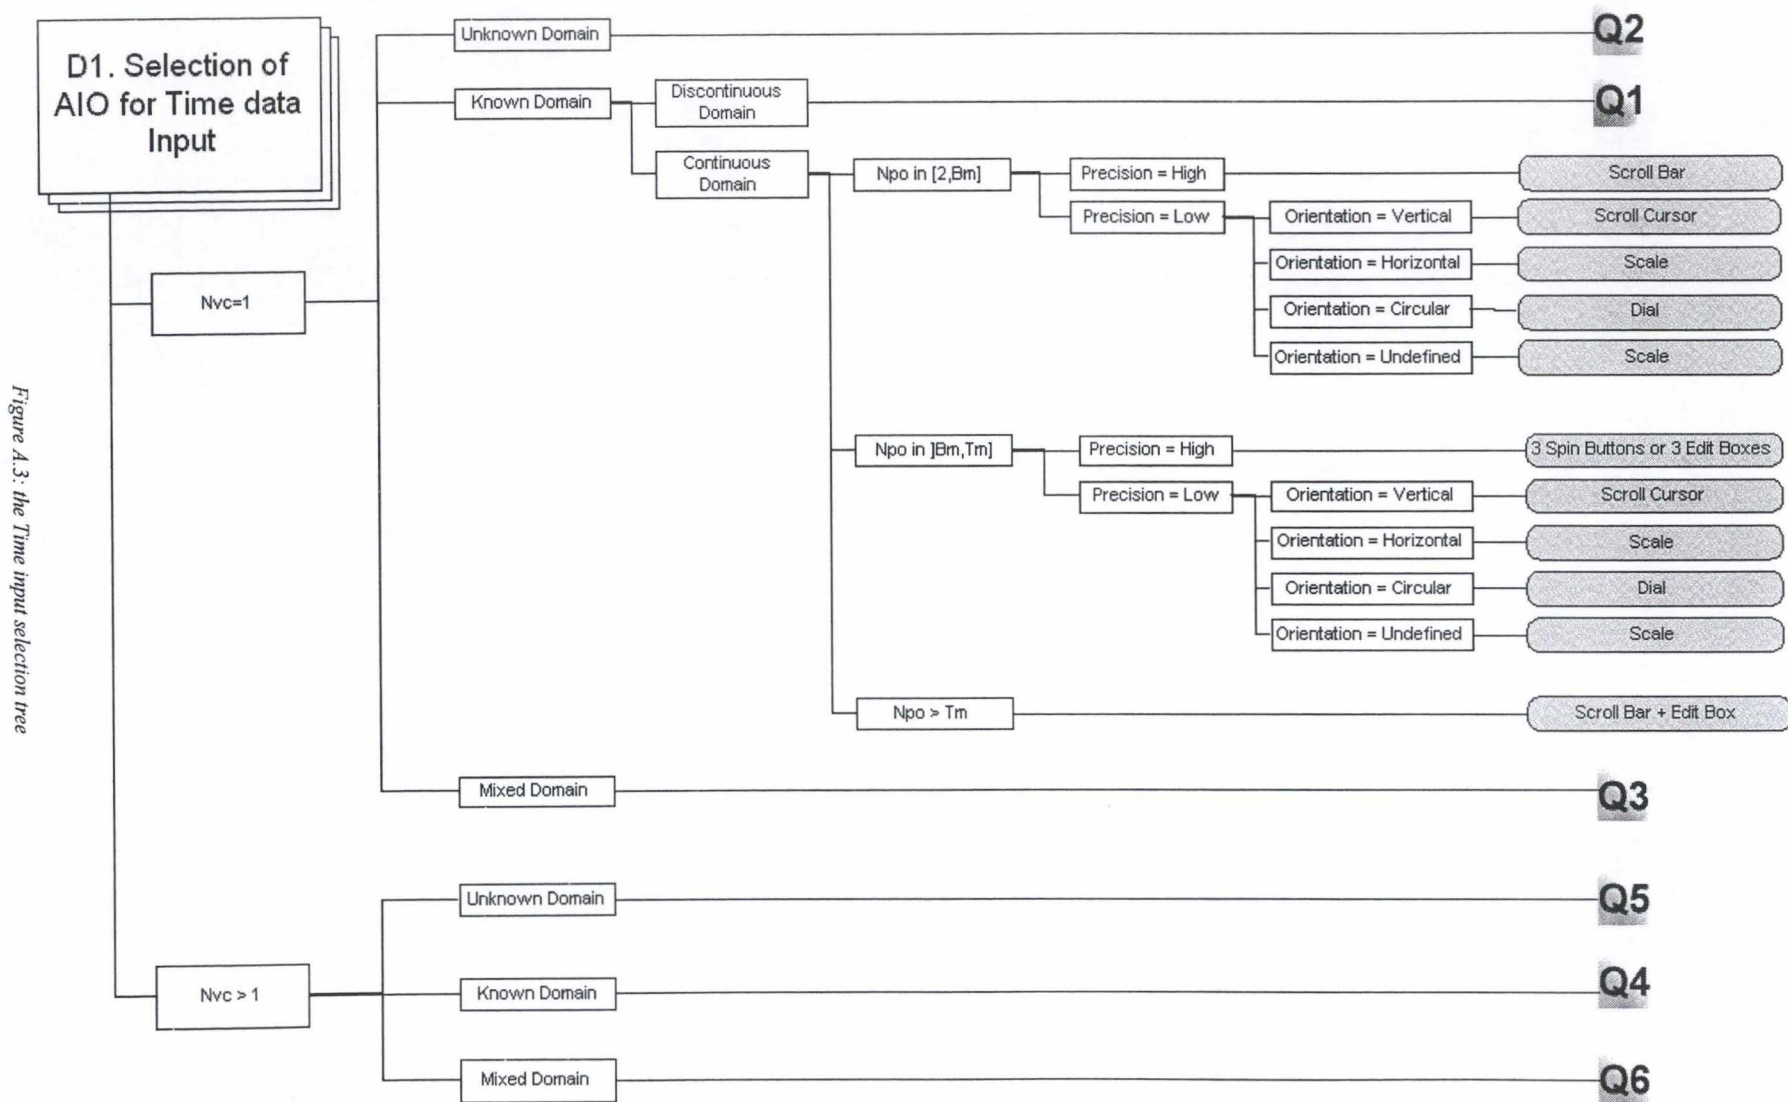 D1. Selection of
AIO for Time data
Input
Unknown Domain
Q2
Known Domain
Discontinuous
Domain
Q1
Continuous
Domain
Npo in [2,Bm]
Precision = High
Scroll Bar
Precision = Low
Orientation = Vertical
Scroll Cursor
Orientation = Horizontal
Scale
Nvc=1
Orientation = Circular
Dial
Orientation = Undefined
Scale
Npo in ]Bm,Tm]
Precision = High
3 Spin Buttons or 3 Edit Boxes
Precision = Low
Orientation = Vertical
Scroll Cursor
Orientation = Horizontal
Scale
Orientation = Circular
Dial
Orientation = Undefined
Scale
Npo > Tm
Scroll Bar + Edit Box
Mixed Domain
Q3
Nvc > 1
Unknown Domain
Q5
Known Domain
Q4
Mixed Domain
Q6
Figure A.3: the Time input selection tree